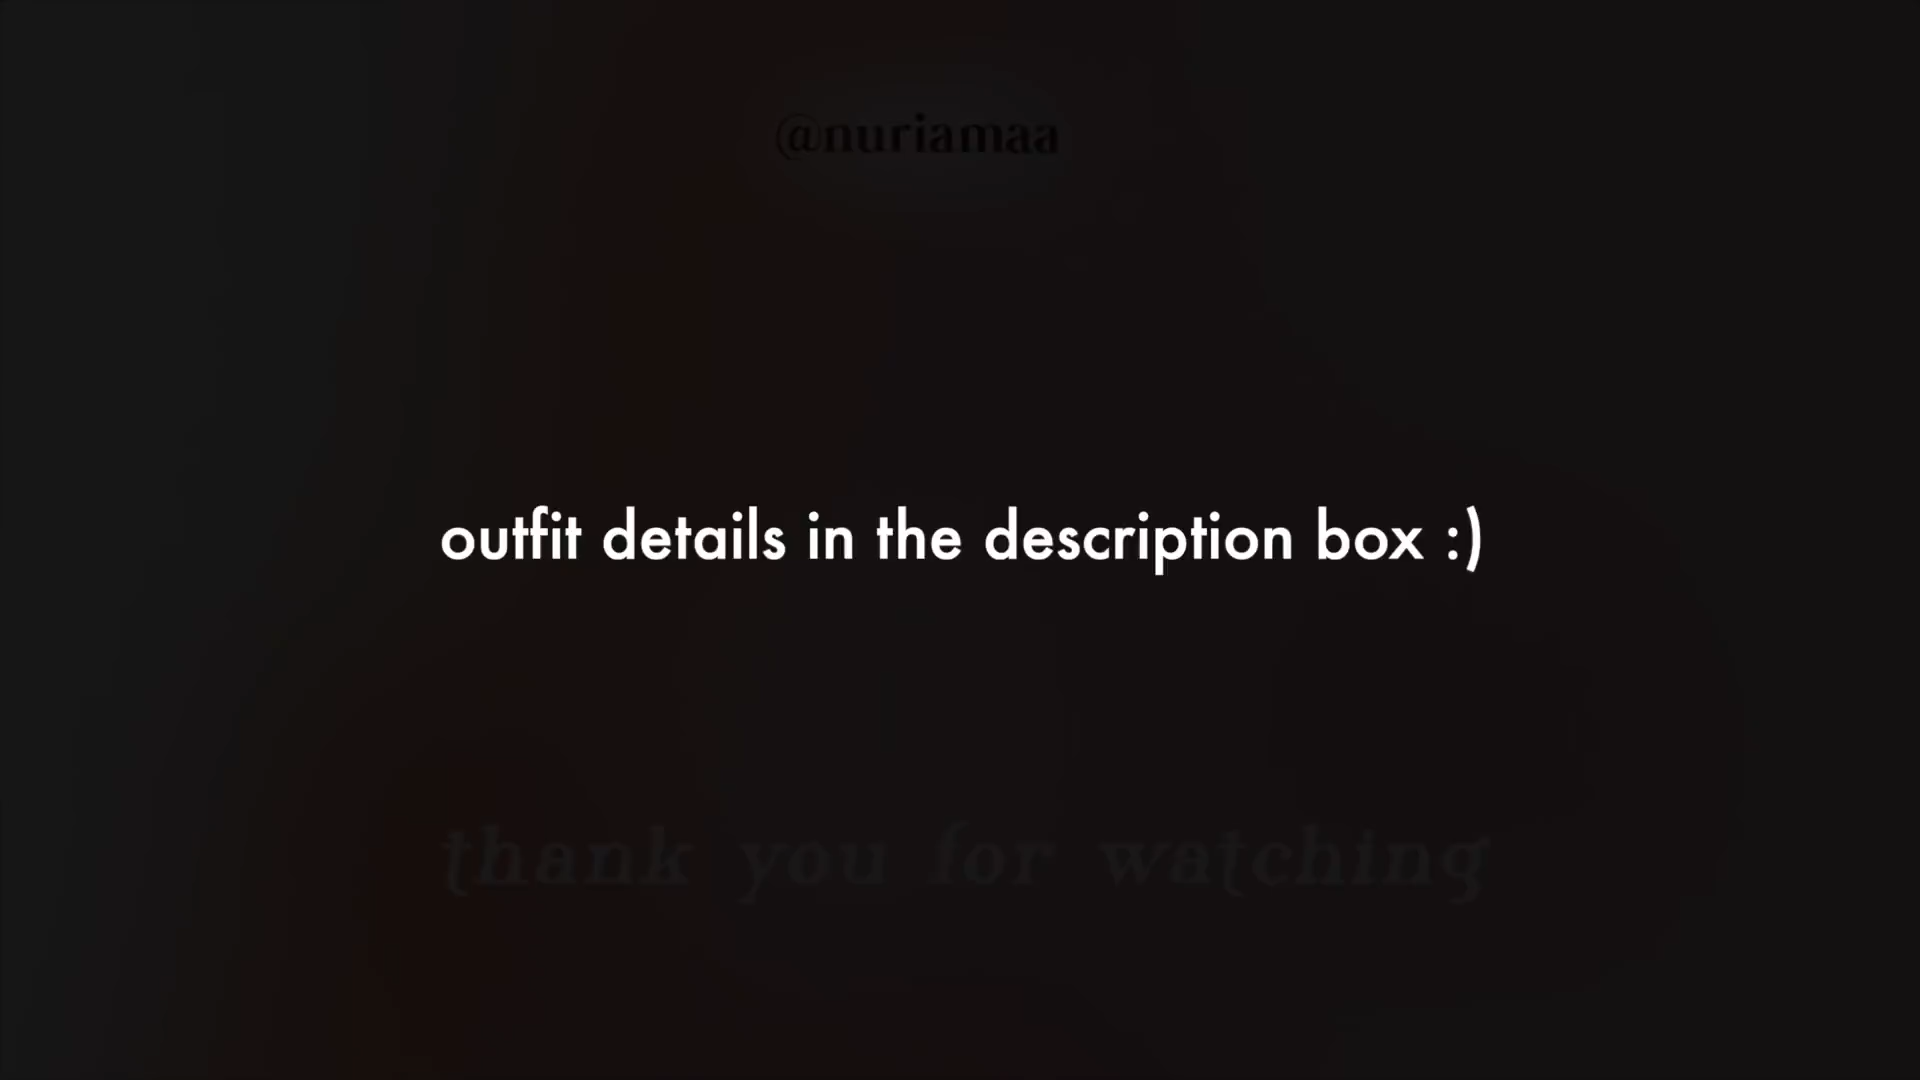 @nuriamaa
outfit details in the description box :)
thank you for watching